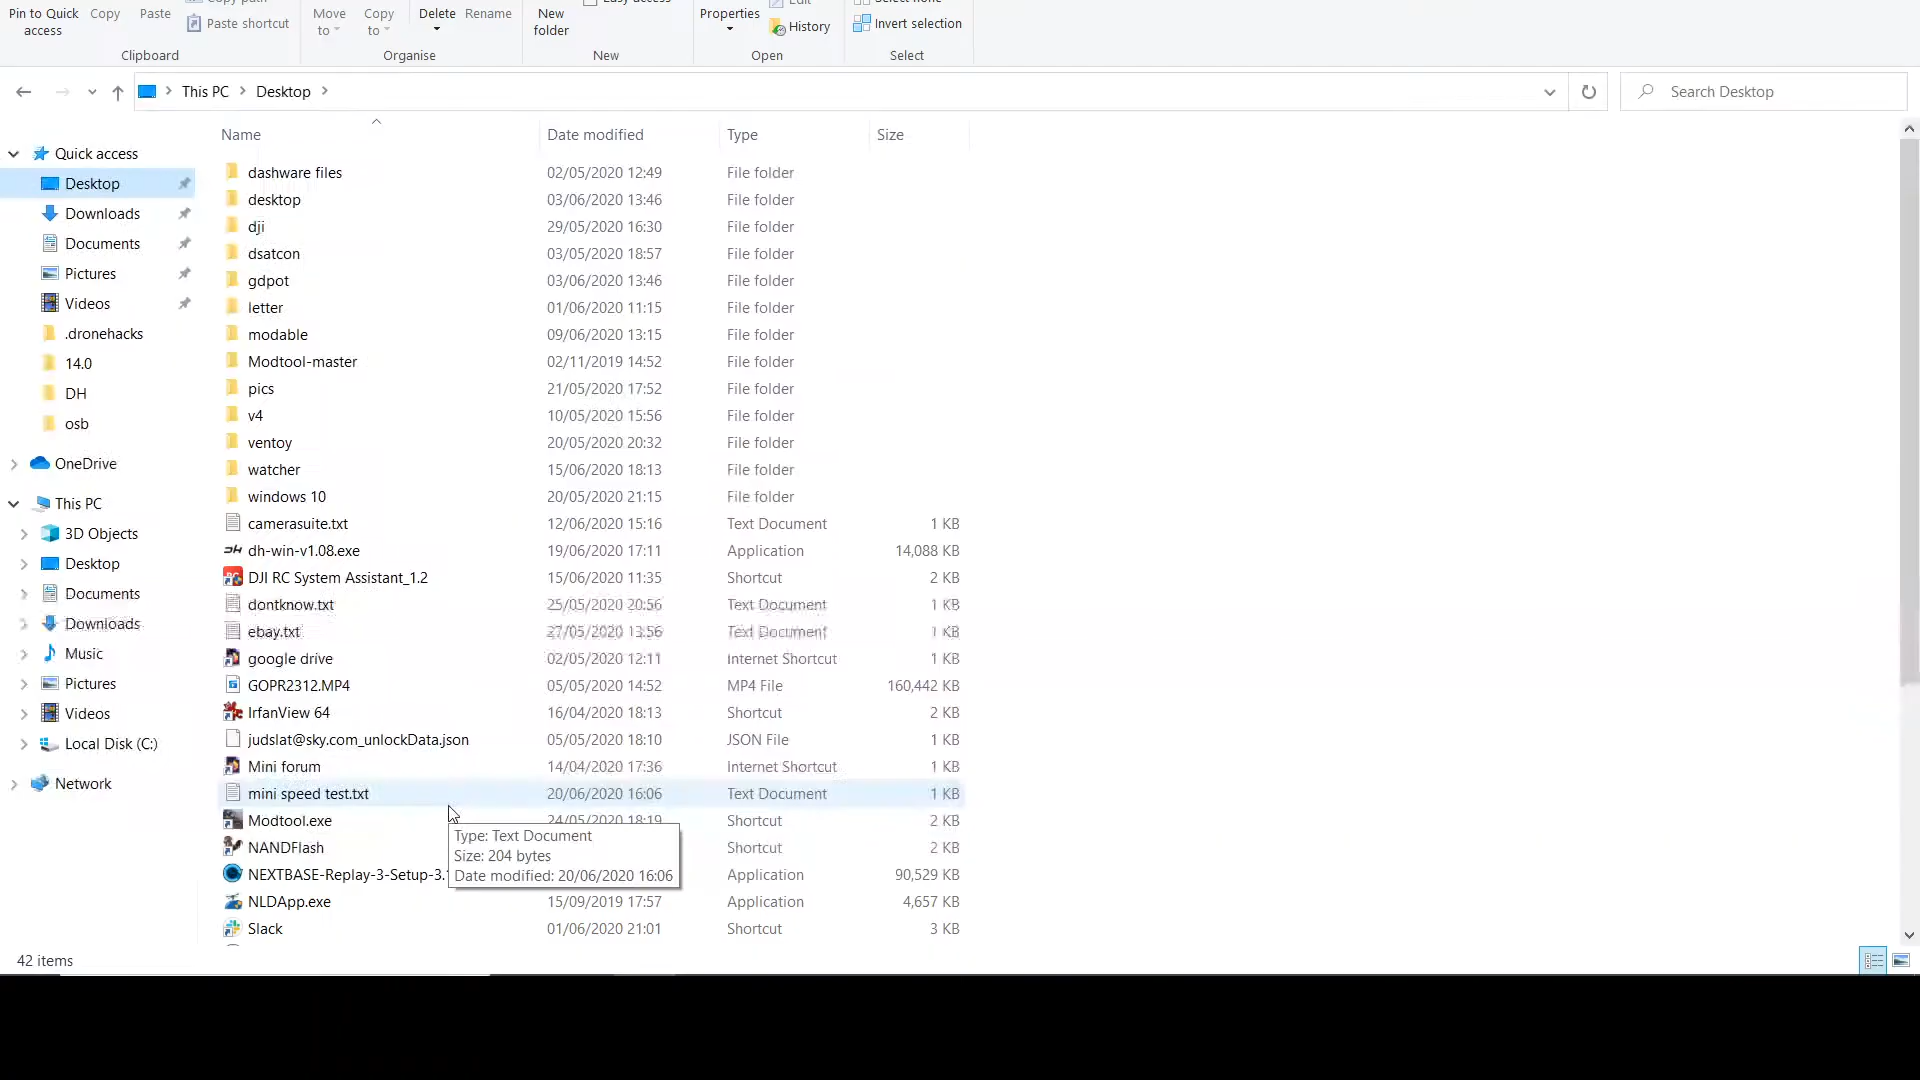 Pin to Quick access
Copy
Paste
Copy path
Paste shortcut
Move to
Copy to
Delete
Rename
New folder
Easy access
Properties
Edit
History
Select none
Invert selection
Clipboard
Organise
New
Open
Select
This PC > Desktop >
Search Desktop
Name Date modified Type Size
Quick access
Desktop
Downloads
Documents
Pictures
Videos
.dronehacks
14.0
DH
osb
OneDrive
This PC
3D Objects
Desktop
Documents
Downloads
Music
Pictures
Videos
Local Disk (C:)
Network
dashware files 02/05/2020 12:49 File folder
desktop 03/06/2020 13:46 File folder
dji 29/05/2020 16:30 File folder
dsatcon 03/05/2020 18:57 File folder
gdpot 03/06/2020 13:46 File folder
letter 01/06/2020 11:15 File folder
modable 09/06/2020 13:15 File folder
Modtool-master 02/11/2019 14:52 File folder
pics 21/05/2020 17:52 File folder
v4 10/05/2020 15:56 File folder
ventoy 20/05/2020 20:32 File folder
watcher 15/06/2020 18:13 File folder
windows 10 20/05/2020 21:15 File folder
camerasuite.txt 12/06/2020 15:16 Text Document 1 KB
dh-win-v1.08.exe 19/06/2020 17:11 Application 14,088 KB
DJI RC System Assistant_1.2 15/06/2020 11:35 Shortcut 2 KB
dontknow.txt 25/05/2020 20:56 Text Document 1 KB
ebay.txt 27/05/2020 13:56 Text Document 1 KB
google drive 02/05/2020 12:11 Internet Shortcut 1 KB
GOPR2312.MP4 05/05/2020 14:52 MP4 File 160,442 KB
IrfanView 64 16/04/2020 18:13 Shortcut 2 KB
judslat@sky.com_unlockData.json 05/05/2020 18:10 JSON File 1 KB
Mini forum 14/04/2020 17:36 Internet Shortcut 1 KB
mini speed test.txt 20/06/2020 16:06 Text Document 1 KB
Modtool.exe 24/05/2020 18:19 Shortcut 2 KB
NANDFlash Shortcut 2 KB
NEXTBASE-Replay-3-Setup-3. Application 90,529 KB
NLDApp.exe 15/09/2019 17:57 Application 4,657 KB
Slack 01/06/2020 21:01 Shortcut 3 KB
Type: Text Document
Size: 204 bytes
Date modified: 20/06/2020 16:06
42 items